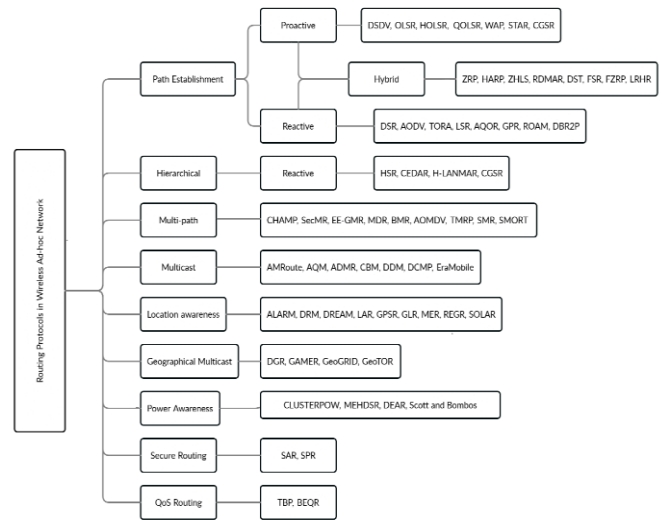 Routing Protocols in Wireless Ad-hoc Network
Path Establishment
Proactive
DSDV, OLSR, HOLSR, QOLSR, WAP, STAR, CGSR
Hybrid
ZRP, HARP, ZHLS, RDMAR, DST, FSR, FZRP, LRHR
Reactive
DSR, AODV, TORA, LSR, AQOR, GPR, ROAM, DBR2P
Hierarchical
Reactive
HSR, CEDAR, H-LANMAR, CGSR
Multi-path
CHAMP, SecMR, EE-GMR, MDR, BMR, AOMDV, TMRP, SMR, SMORT
Multicast
AMRoute, AQM, ADMR, CBM, DDM, DCMP, EraMobile
Location awareness
ALARM, DRM, DREAM, LAR, GPSR, GLR, MER, REGR, SOLAR
Geographical Multicast
DGR, GAMER, GeoGRID, GeoTOR
Power Awareness
CLUSTERPOW, MEHDSR, DEAR, Scott and Bombos
Secure Routing
SAR, SPR
QoS Routing
TBP, BEQR